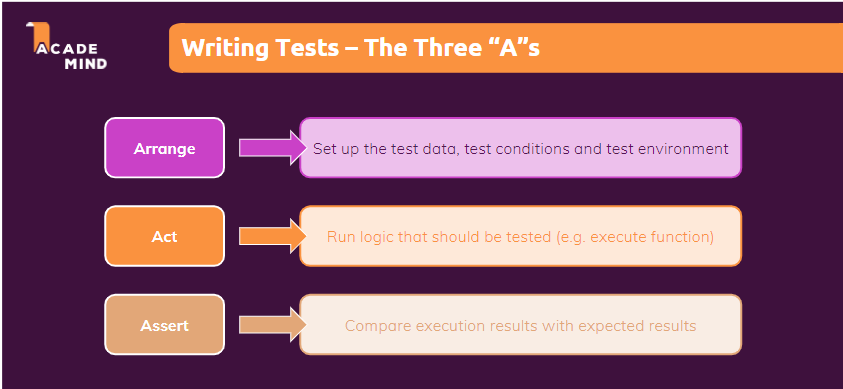 ACADE
MIND
Writing Tests – The Three “A”s
Arrange
Set up the test data, test conditions and test environment
Act
Run logic that should be tested (e.g. execute function)
Assert
Compare execution results with expected results